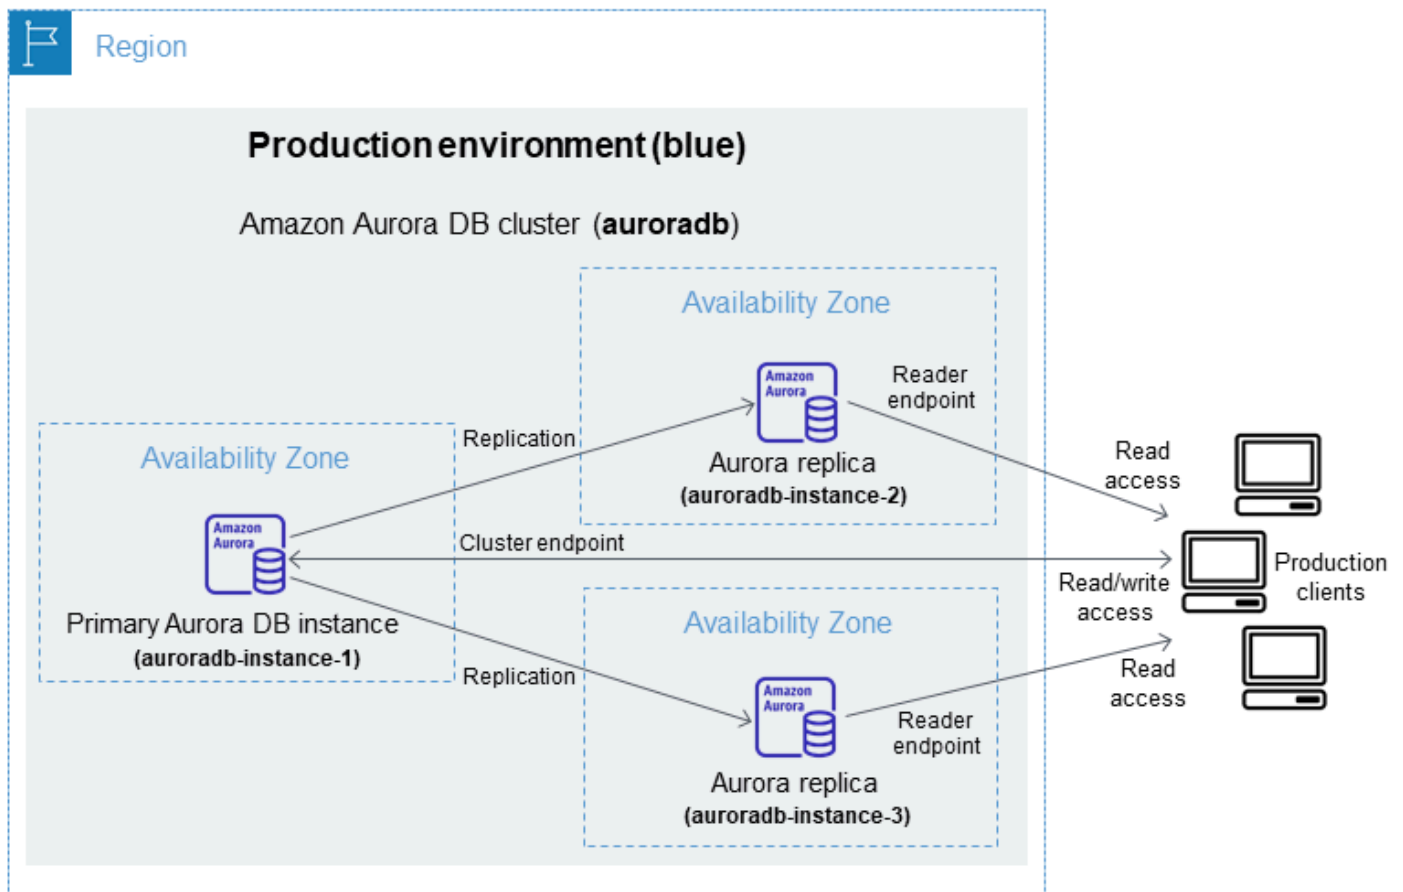 Region
Production environment (blue)
Amazon Aurora DB cluster (auroradb)
Availability Zone
Amazon
Aurora
Reader
endpoint
Aurora replica
(auroradb-instance-2)
Replication
Availability Zone
Amazon
Aurora
Primary Aurora DB instance
(auroradb-instance-1)
Cluster endpoint
Replication
Availability Zone
Amazon
Aurora
Reader
endpoint
Aurora replica
(auroradb-instance-3)
Read
access
Read/write
access
Read
access
Production
clients